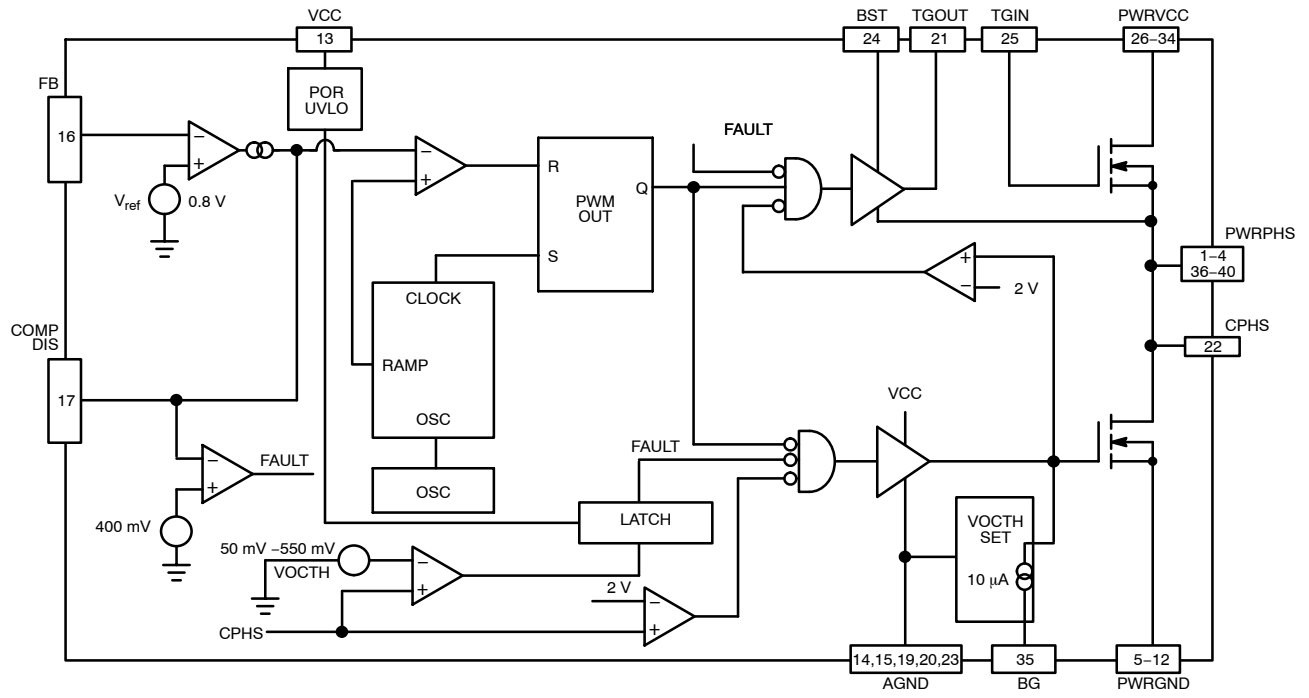 VCC
13
BST
24
TGOUT
21
TGIN
25
PWRVCC
26–34
FB
16
POR
UVLO
−
+
Vref
0.8 V
−
+
R
S
Q
PWM
OUT
FAULT
+
−
2 V
PWRPHS
1–4
36–40
CPHS
22
CLOCK
RAMP
OSC
OSC
COMP
DIS
17
−
+
FAULT
400 mV
FAULT
LATCH
VCC
50 mV –550 mV
VOCTH
−
+
CPHS
2 V
−
+
VOCTH
SET
10 μA
14,15,19,20,23
AGND
35
BG
5–12
PWRGND